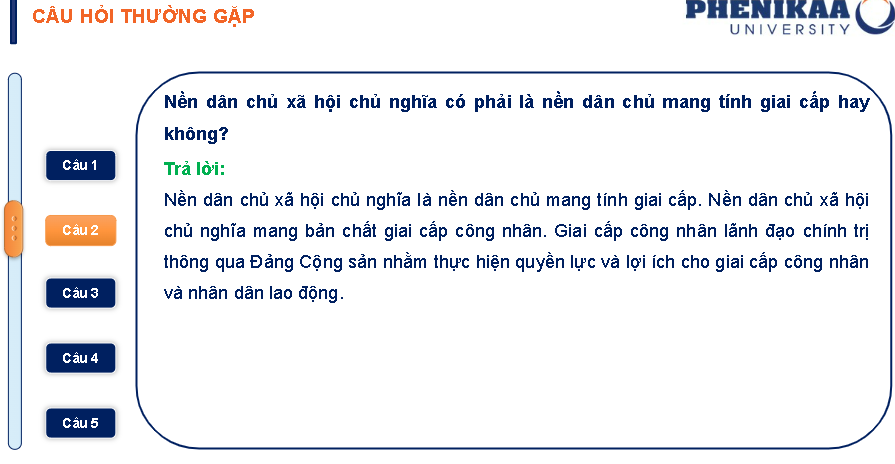 CÂU HỎI THƯỜNG GẶP
PHENIKAA
UNIVERSITY
Nền dân chủ xã hội chủ nghĩa có phải là nền dân chủ mang tính giai cấp hay
không?
Trả lời:
Nền dân chủ xã hội chủ nghĩa là nền dân chủ mang tính giai cấp. Nền dân chủ xã hội
chủ nghĩa mang bản chất giai cấp công nhân. Giai cấp công nhân lãnh đạo chính trị
thông qua Đảng Cộng sản nhằm thực hiện quyền lực và lợi ích cho giai cấp công nhân
và nhân dân lao động.
Câu 1
Câu 2
Câu 3
Câu 4
Câu 5